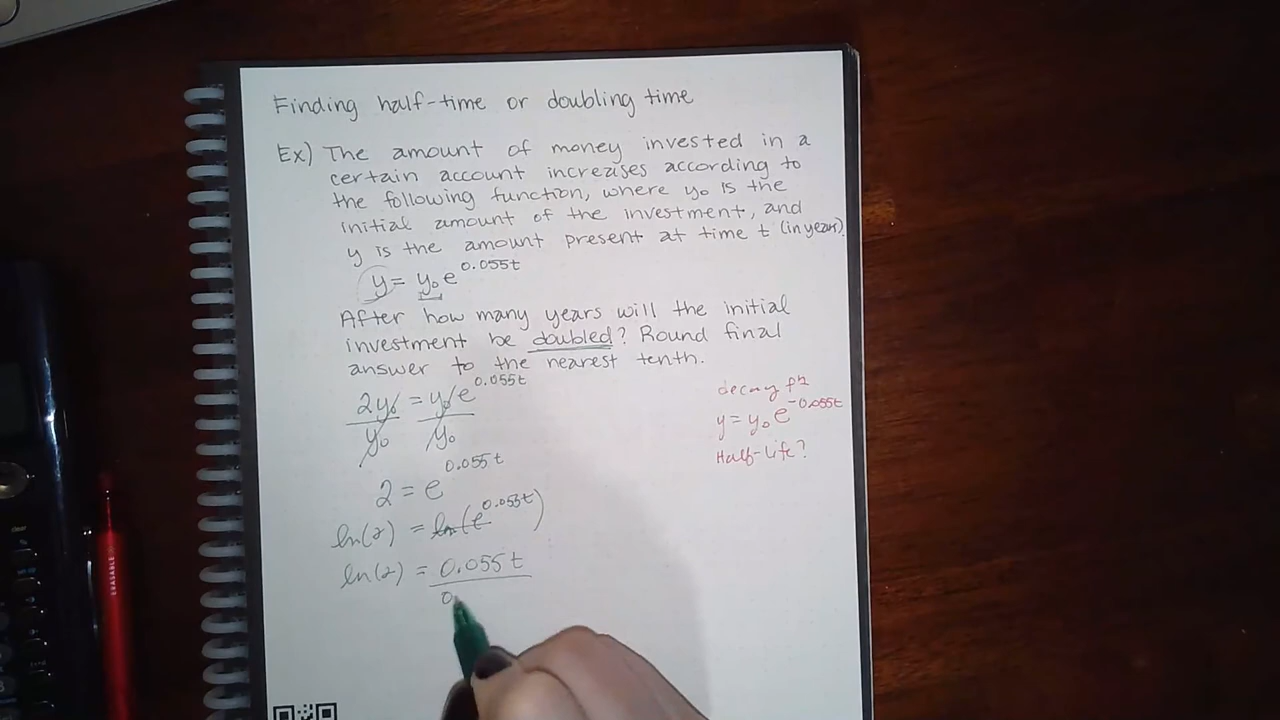 Finding half-time or doubling time
Ex) The amount of money invested in a
certain account increases according to
the following function, where y₀ is the
initial amount of the investment, and
y is the amount present at time t (in years).
y = y₀e^0.055t
After how many years will the initial
investment be doubled? Round final
answer to the nearest tenth.
2y₀ = y₀e^0.055t
y₀ y₀
2 = e^0.055t
ln(2) = ln(e^0.055t)
ln(2) = 0.055t
0.
decay
y = y₀e^-0.055t
Half-life?
ERASABLE